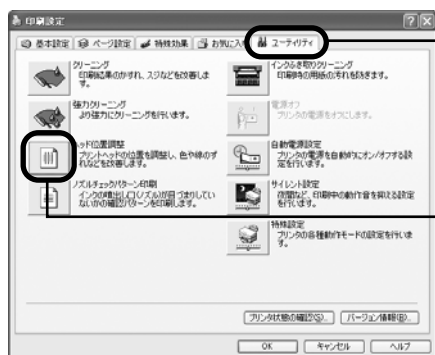 印刷設定
基本設定 ページ設定 特殊効果 お気に入 ユーティリティ
クリーニング
印刷結果のかすれ、スジなどを改善しま
す。
強力クリーニング
より強力にクリーニングを行います。
ヘッド位置調整
プリントヘッドの位置を調整し、色や線のず
れなどを改善します。
ノズルチェックパターン印刷
インクの噴出し口(ノズル)が目づまりしてい
ないかの確認パターンを印刷します。
インクふき取りクリーニング
印刷時の用紙の汚れを防ぎます。
電源オフ
プリンタの電源をオフにします。
自動電源設定
プリンタの電源を自動的にオン/オフする設
定を行います。
サイレント設定
夜間など、印刷中の動作音を抑える設定
を行います。
特殊設定
プリンタの各種動作モードの設定を行いま
す。
プリンタ状態の確認(S)... バージョン情報(B)...
OK キャンセル ヘルプ